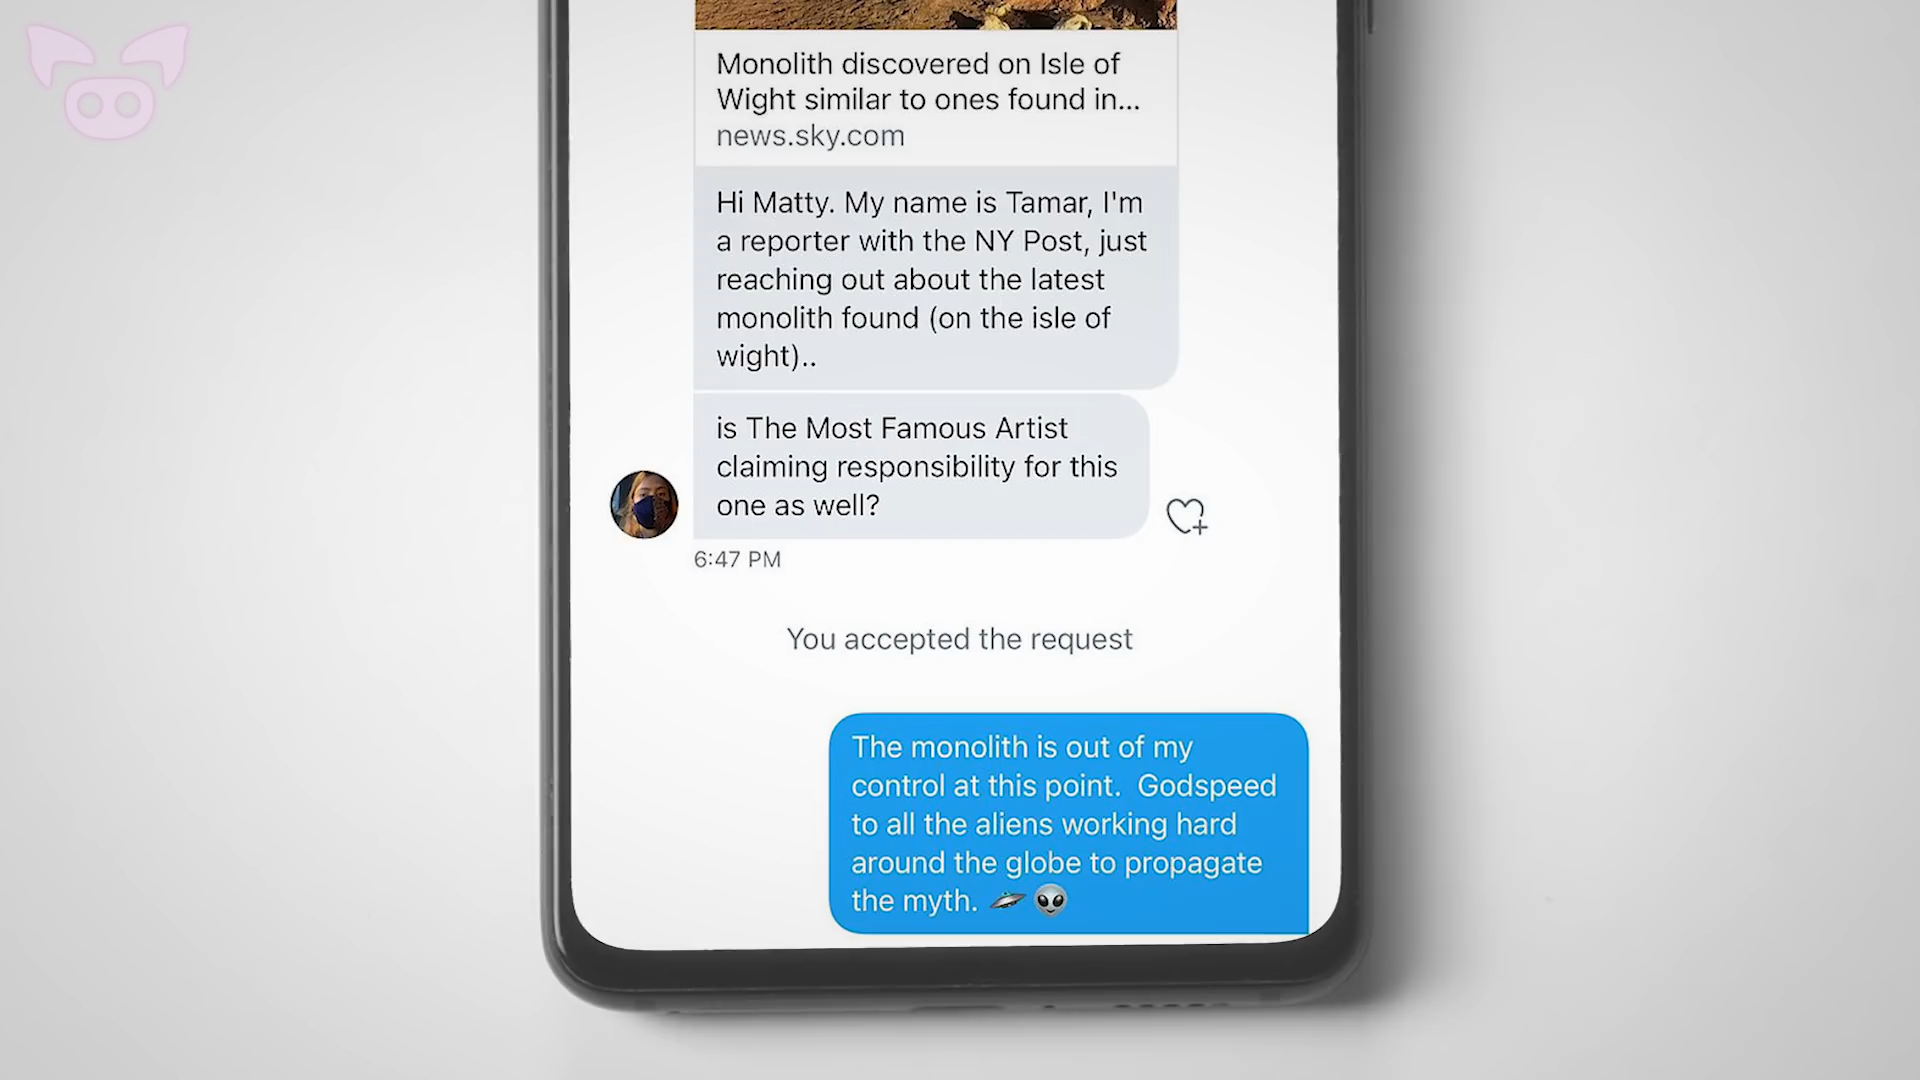 Monolith discovered on Isle of
Wight similar to ones found in...
news.sky.com
Hi Matty. My name is Tamar, I'm
a reporter with the NY Post, just
reaching out about the latest
monolith found (on the isle of
wight)..
is The Most Famous Artist
claiming responsibility for this
one as well?
6:47 PM
You accepted the request
The monolith is out of my
control at this point. Godspeed
to all the aliens working hard
around the globe to propagate
the myth. 🛸 👽